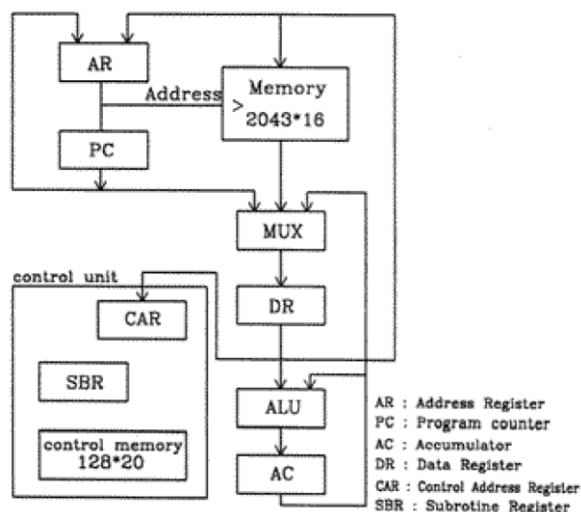 AR
Address
Memory
>
2043*16
PC
MUX
control unit
CAR
DR
SBR
ALU
control memory
128*20
AC
AR : Address Register
PC : Program counter
AC : Accumulator
DR : Data Register
CAR : Control Address Register
SBR : Subrotine Register